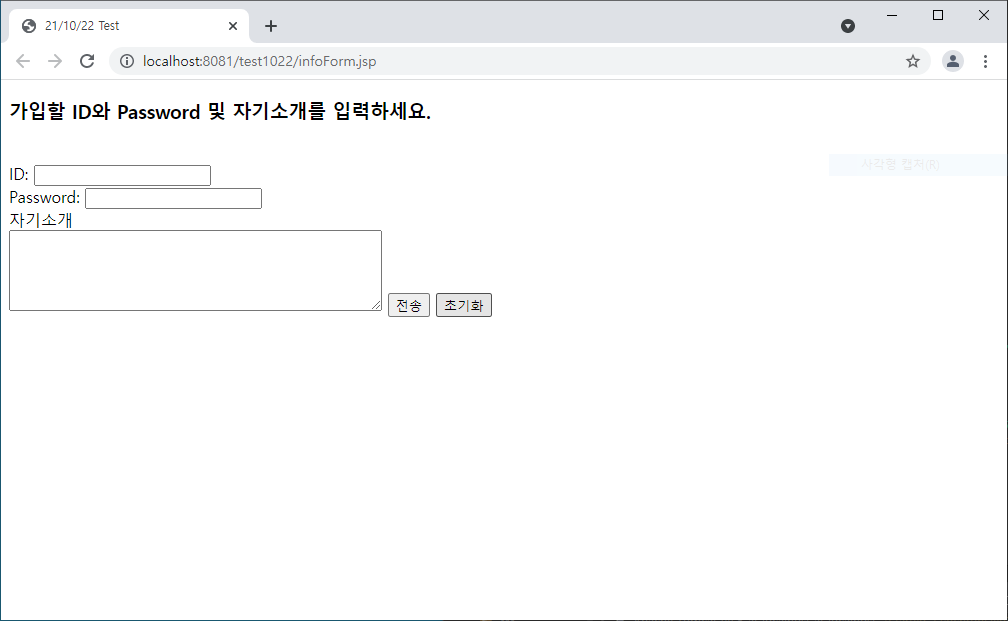 21/10/22 Test
localhost:8081/test1022/infoForm.jsp
가입할 ID와 Password 및 자기소개를 입력하세요.
사각형 캡처(R)
ID:
Password:
자기소개
전송 초기화